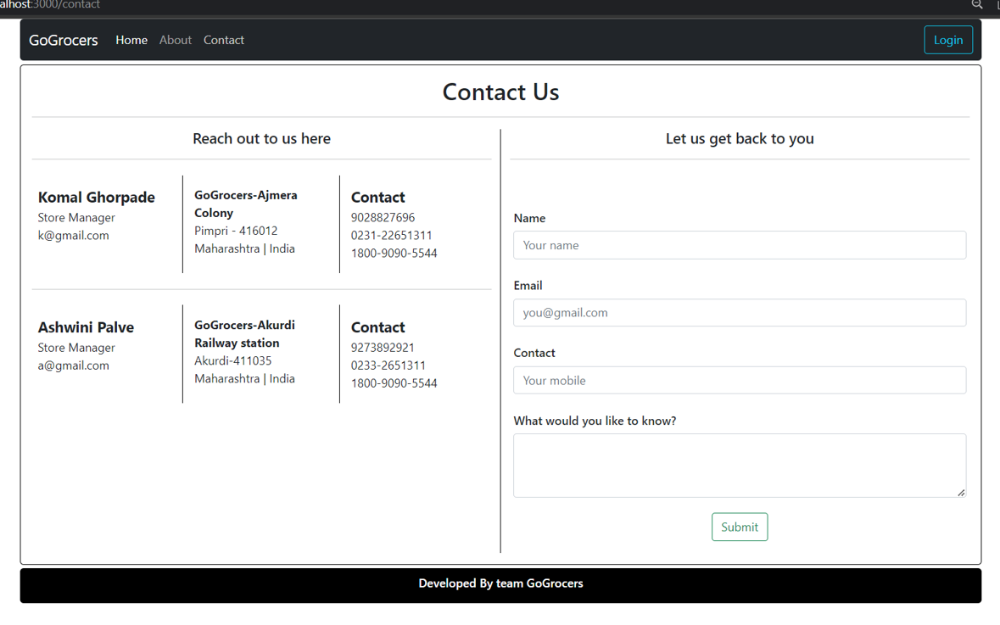 alhost:3000/contact
GoGrocers Home About Contact Login
Contact Us
Reach out to us here
Komal Ghorpade
Store Manager
k@gmail.com
GoGrocers-Ajmera
Colony
Pimpri - 416012
Maharashtra | India
Contact
9028827696
0231-22651311
1800-9090-5544
Ashwini Palve
Store Manager
a@gmail.com
GoGrocers-Akurdi
Railway station
Akurdi-411035
Maharashtra | India
Contact
9273892921
0233-2651311
1800-9090-5544
Let us get back to you
Name
Your name
Email
you@gmail.com
Contact
Your mobile
What would you like to know?
Submit
Developed By team GoGrocers